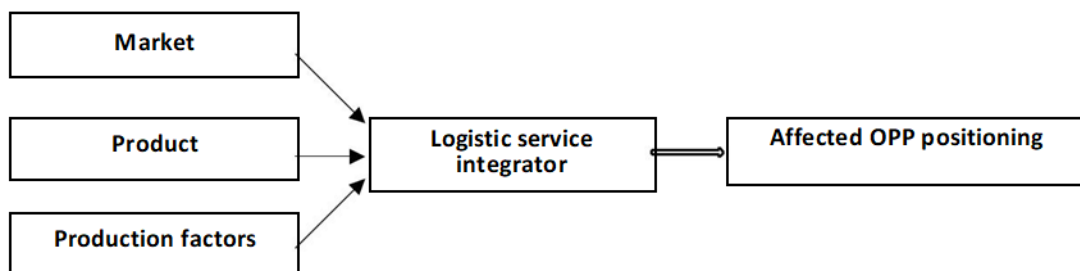 Market
Product
Logistic service
integrator
Affected OPP positioning
Production factors